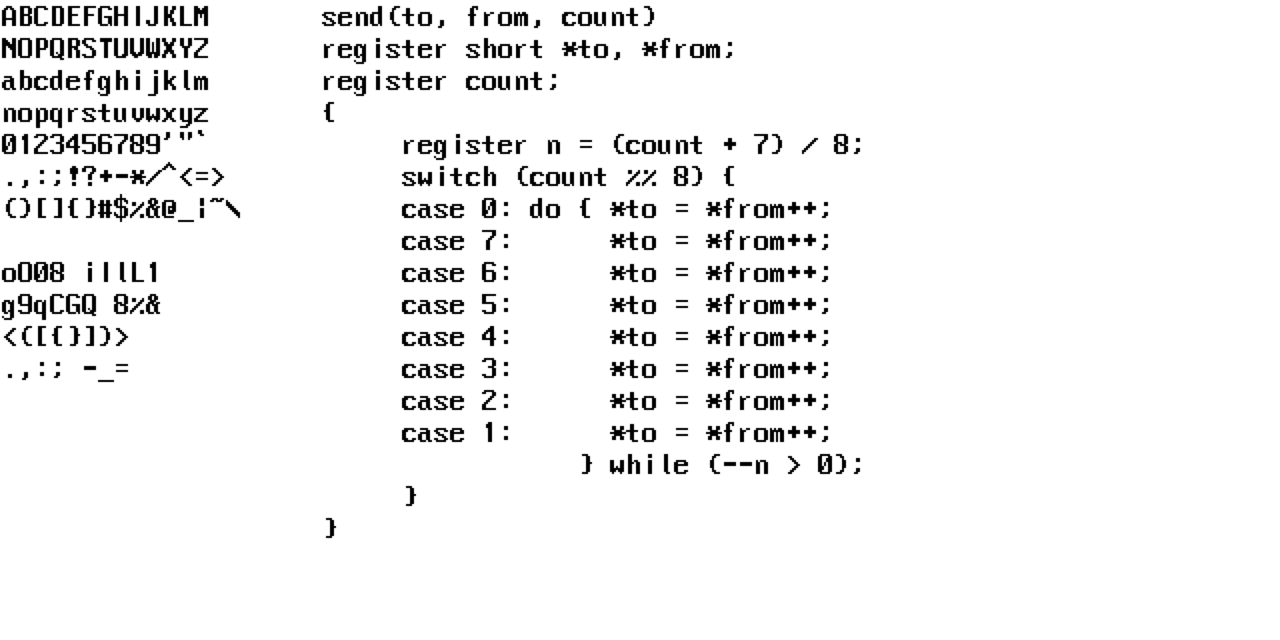 ABCDEFGHIJKLM send(to, from, count)
NOPQRSTUVWXYZ register short *to, *from;
abcdefghijklm register count;
nopqrstuvwxyz {
0123456789'"` register n = (count + 7) / 8;
.,:;!?+-*/^<=> switch (count %% 8) {
()[]{}#$%&@_¦~\ case 0: do { *to = *from++;
case 7: *to = *from++;
oO08 iIlL1 case 6: *to = *from++;
g9qCGQ 8%& case 5: *to = *from++;
<([{}])> case 4: *to = *from++;
.,:; -_= case 3: *to = *from++;
case 2: *to = *from++;
case 1: *to = *from++;
} while (--n > 0);
}
}